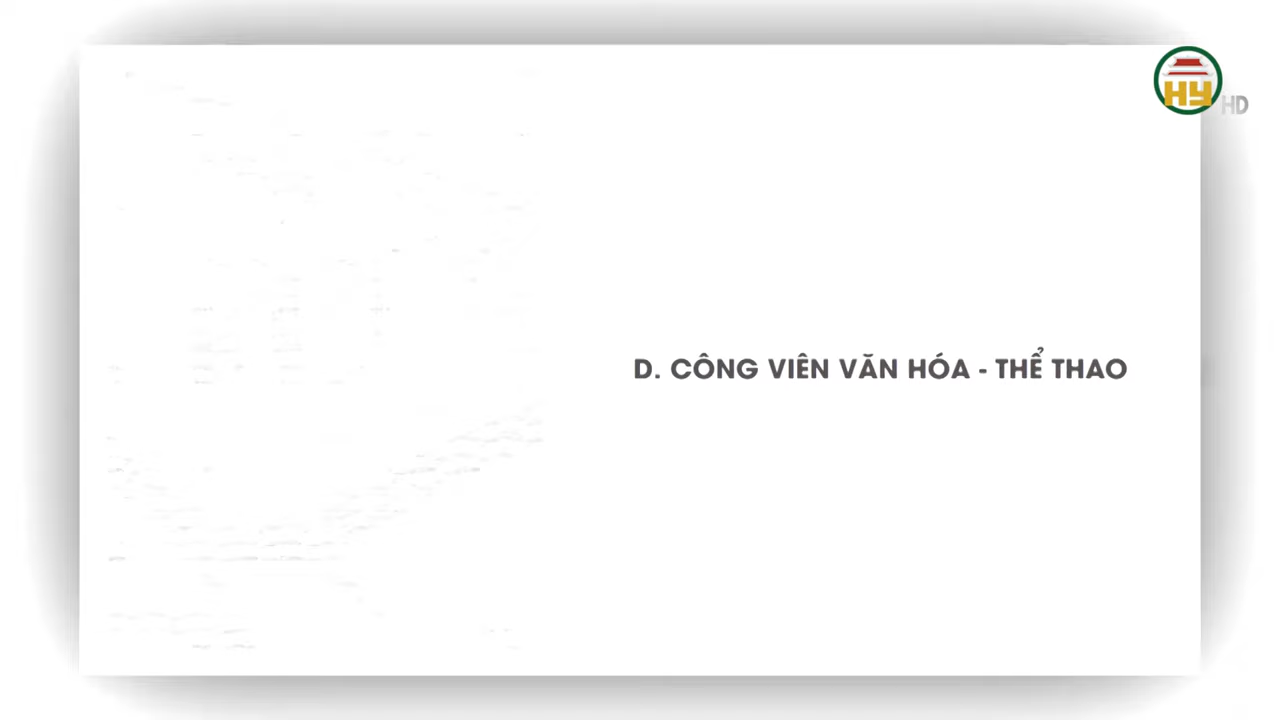 HY HD
D. CÔNG VIÊN VĂN HÓA - THỂ THAO